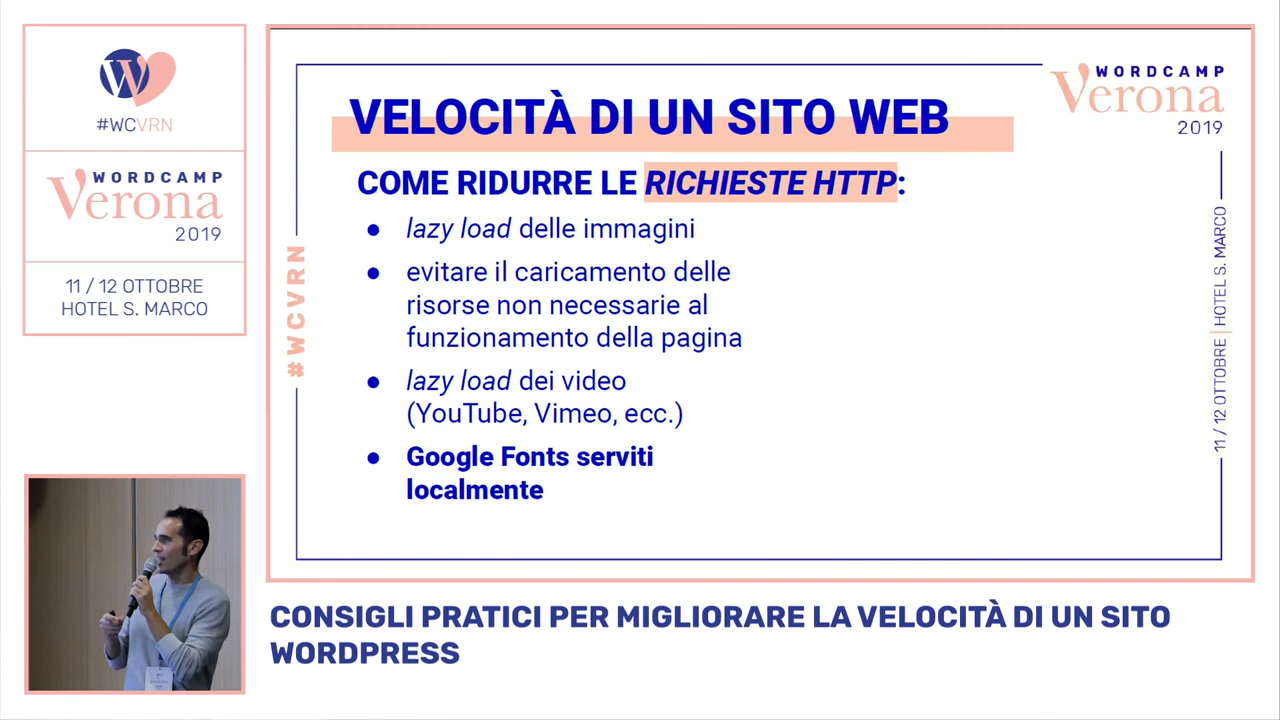 #WCVRN
WORDCAMP
Verona
2019
11 / 12 OTTOBRE
HOTEL S. MARCO
VELOCITÀ DI UN SITO WEB
COME RIDURRE LE RICHIESTE HTTP:
● lazy load delle immagini
● evitare il caricamento delle
risorse non necessarie al
funzionamento della pagina
● lazy load dei video
(YouTube, Vimeo, ecc.)
● Google Fonts serviti
localmente
#WCVRN
WORDCAMP
Verona
2019
11 / 12 OTTOBRE | HOTEL S. MARCO
CONSIGLI PRATICI PER MIGLIORARE LA VELOCITÀ DI UN SITO
WORDPRESS